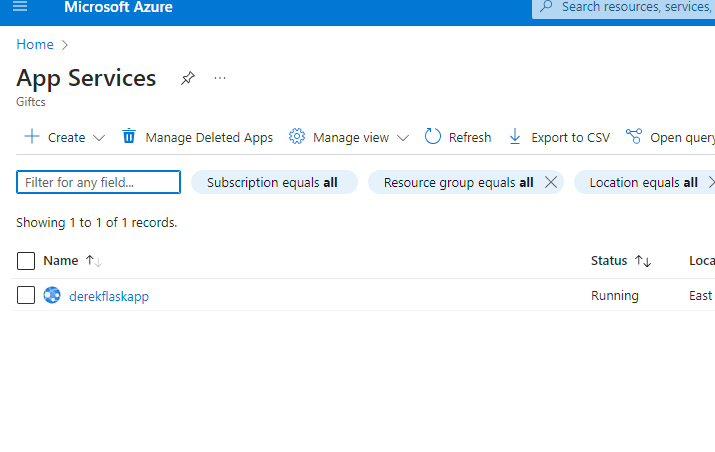 Microsoft Azure
Search resources, services,
Home
App Services
Giftcs
Create Manage Deleted Apps Manage view Refresh Export to CSV Open query
Filter for any field... Subscription equals all Resource group equals all Location equals all
Showing 1 to 1 of 1 records.
Name Status Loca
derekflaskapp Running East